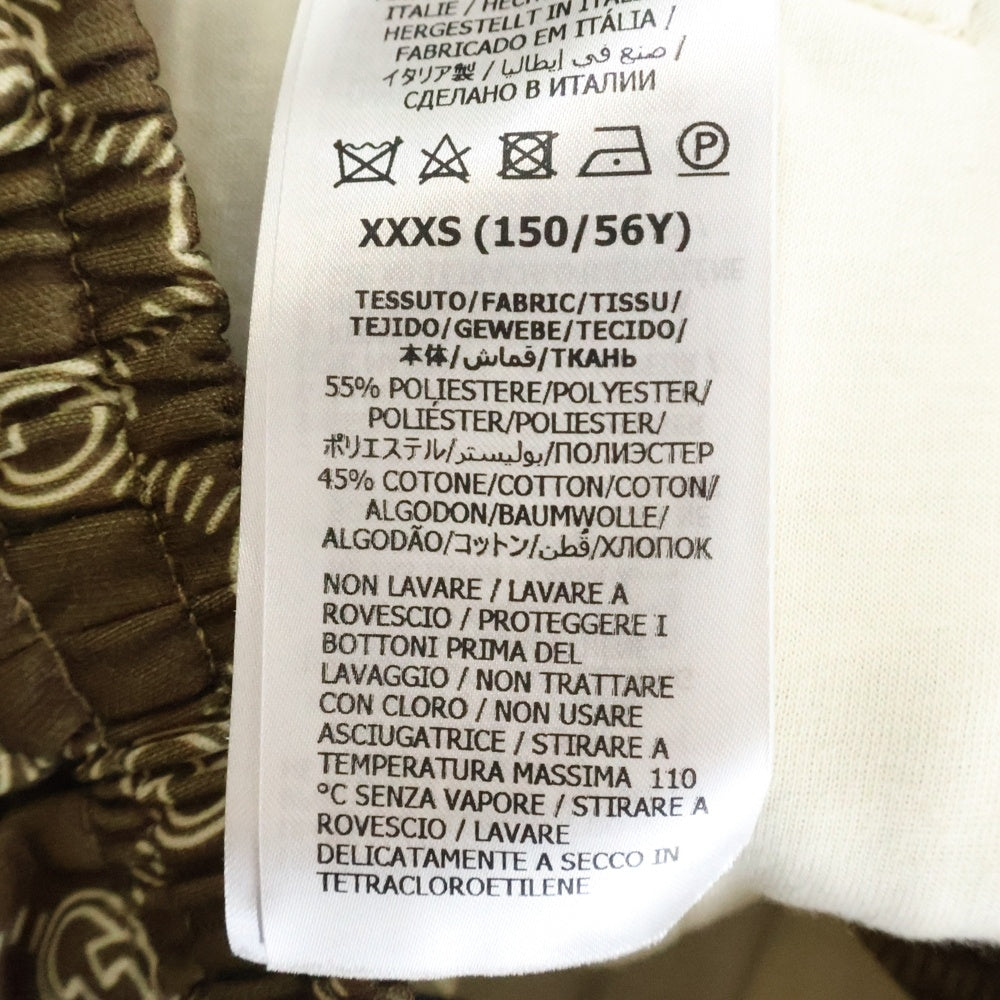 ITALIE /
HERGESTELLT IN
FABRICADO EM ITÁLIA /
イタリア製 / صنع في إيطاليا /
СДЕЛАНО В ИТАЛИИ
P
XXXS (150/56Y)
TESSUTO/FABRIC/TISSU/
TEJIDO/GEWEBE/TECIDO/
本体/قماش/ТКАНЬ
55% POLIESTERE/POLYESTER/
POLIÉSTER/POLIESTER/
ポリエステル/بوليستر/ПОЛИЭСТЕР
45% COTONE/COTTON/COTON/
ALGODON/BAUMWOLLE/
ALGODÃO/コットン/قطن/ХЛОПОК
NON LAVARE / LAVARE A
ROVESCIO / PROTEGGERE I
BOTTONI PRIMA DEL
LAVAGGIO / NON TRATTARE
CON CLORO / NON USARE
ASCIUGATRICE / STIRARE A
TEMPERATURA MASSIMA 110
°C SENZA VAPORE / STIRARE A
ROVESCIO / LAVARE
DELICATAMENTE A SECCO IN
TETRACLOROETILENE